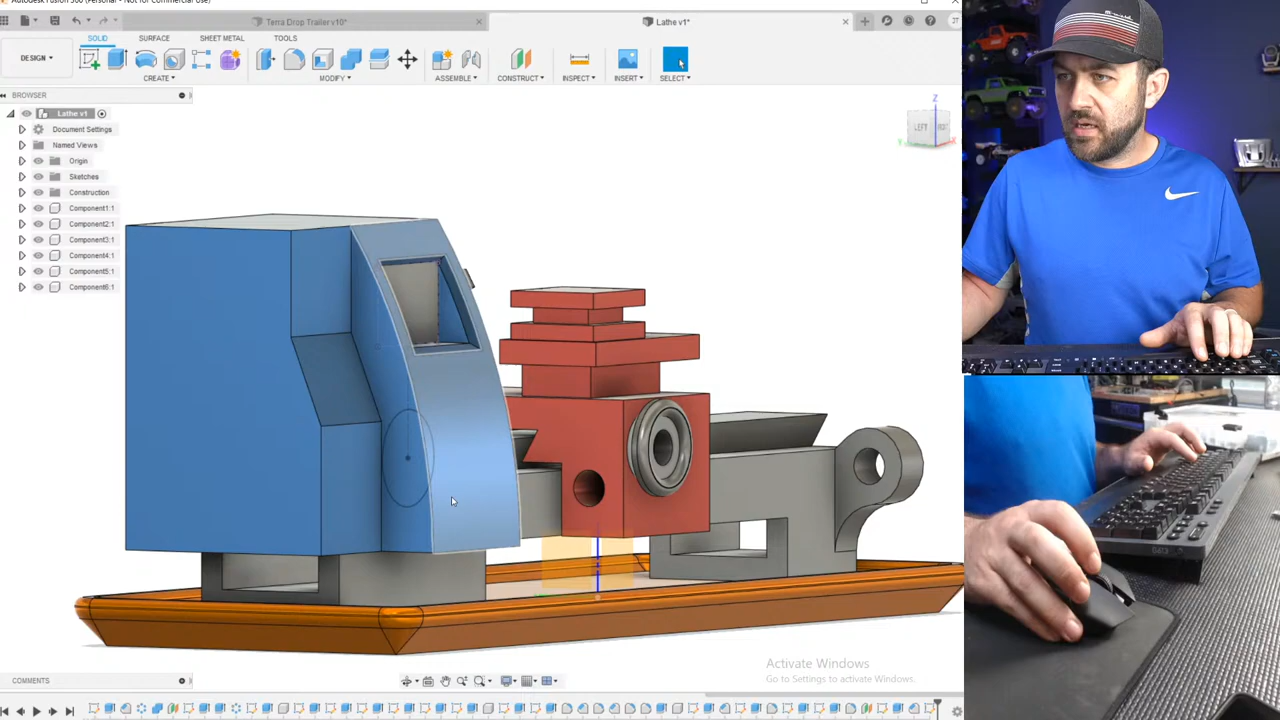 Autodesk Fusion 360 (Personal - Not for Commercial Use)
Terra Drop Trailer v10*
Lathe v1*
JT
SOLID SURFACE SHEET METAL TOOLS
DESIGN
CREATE MODIFY ASSEMBLE CONSTRUCT INSPECT INSERT SELECT
BROWSER
Lathe v1
Document Settings
Named Views
Origin
Sketches
Construction
Component1:1
Component2:1
Component3:1
Component4:1
Component5:1
Component6:1
Z
LEFT
Y
X
Activate Windows
Go to Settings to activate Windows.
COMMENTS